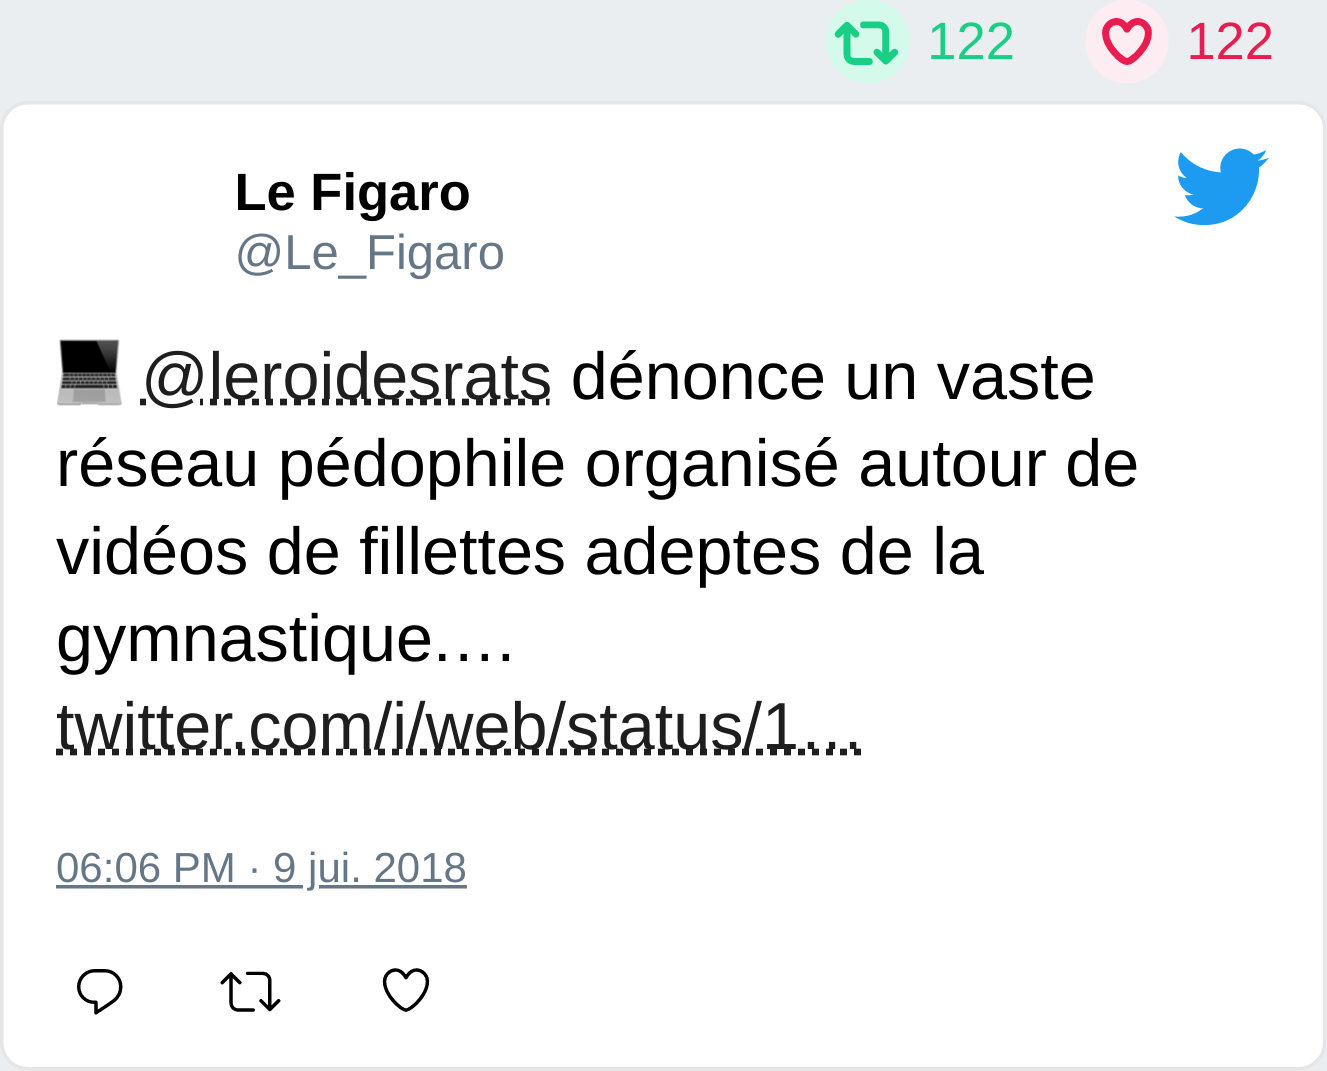 122 122
Le Figaro
@Le_Figaro
💻 @leroidesrats dénonce un vaste
réseau pédophile organisé autour de
vidéos de fillettes adeptes de la
gymnastique.…
twitter.com/i/web/status/1…
06:06 PM · 9 jui. 2018